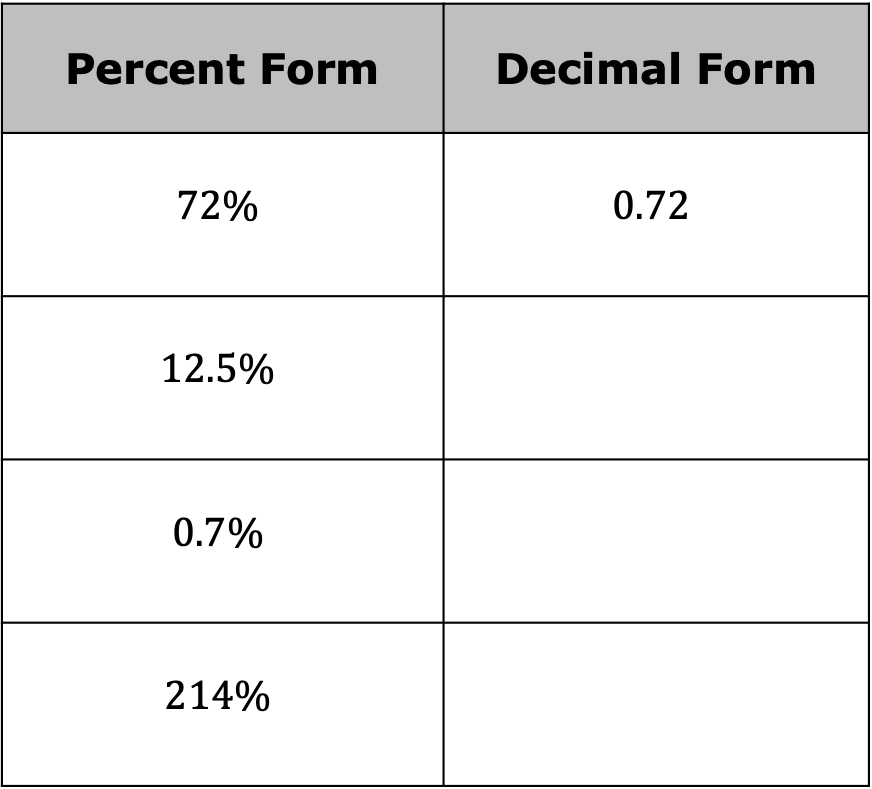 Percent Form Decimal Form
72% 0.72
12.5%
0.7%
214%